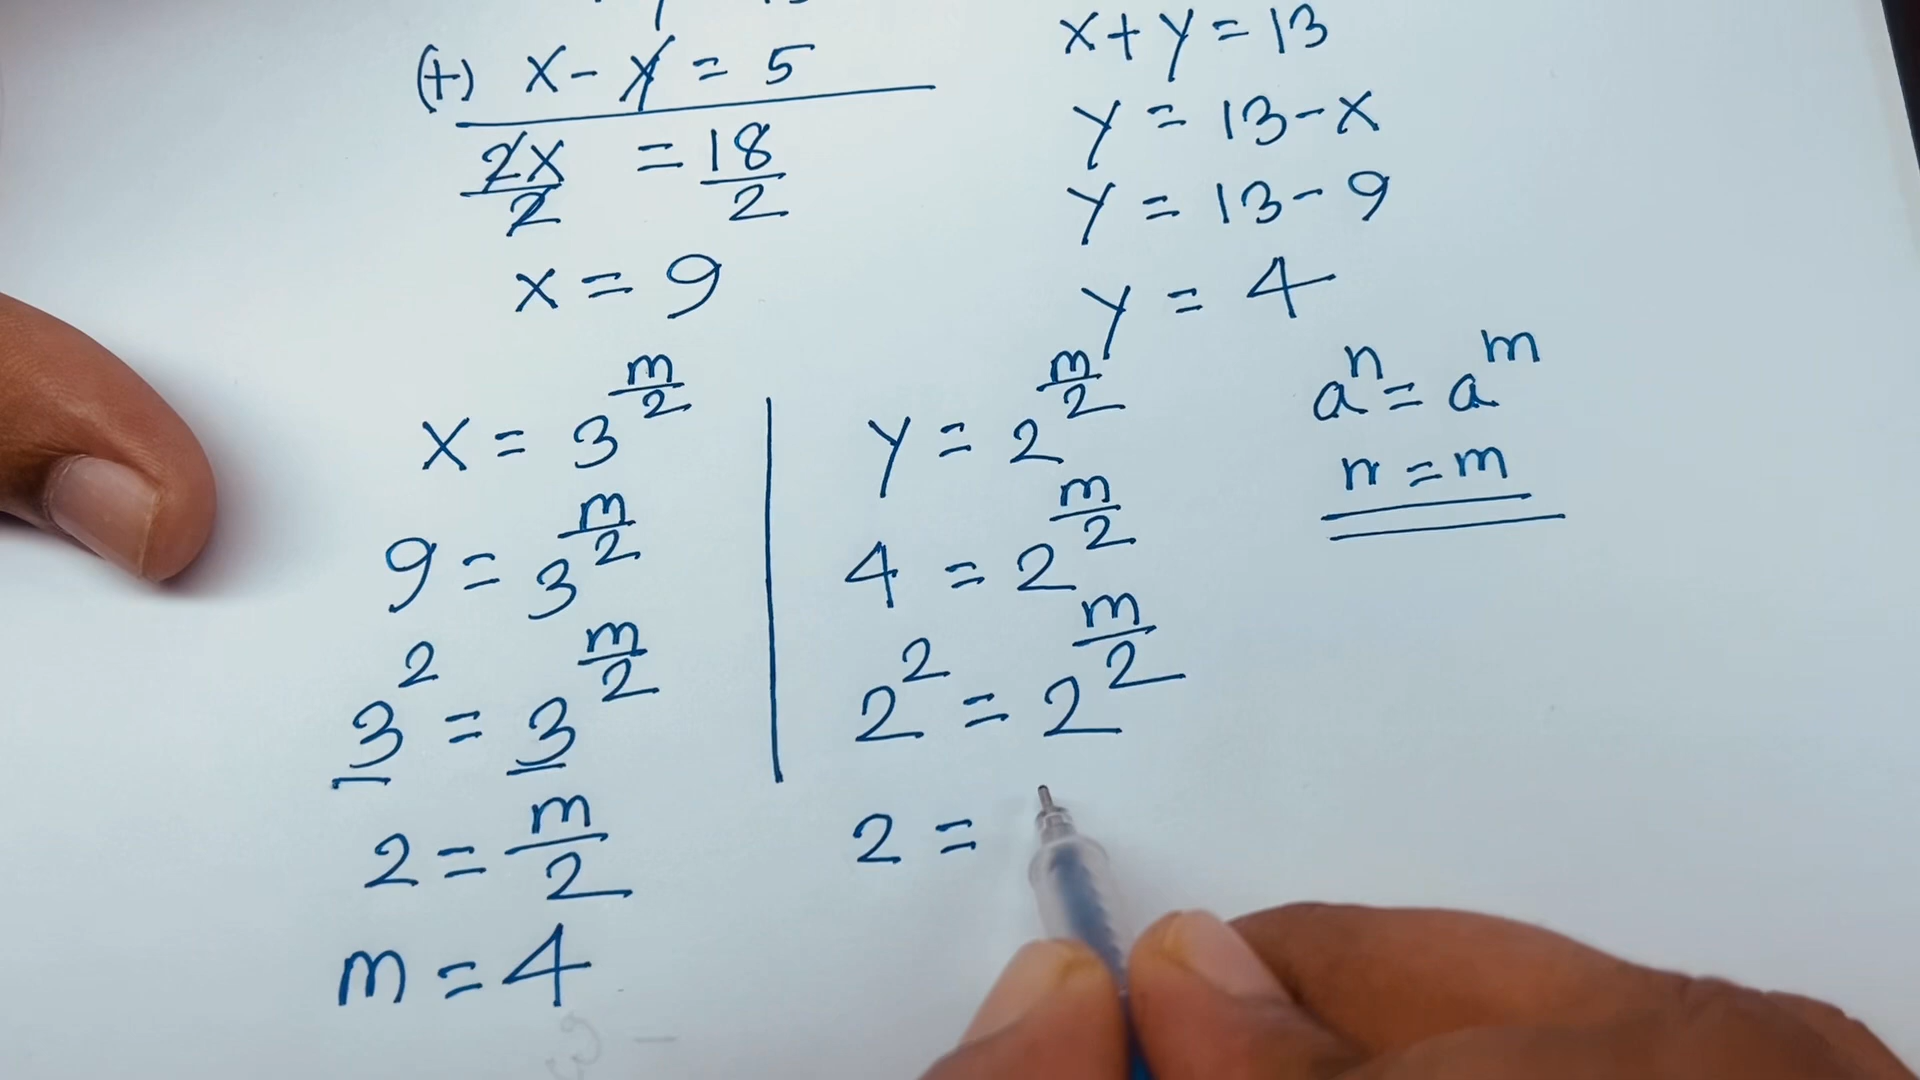 (+) x - y = 5
2x/2 = 18/2
x = 9
x + y = 13
y = 13 - x
y = 13 - 9
y = 4
x = 3^(m/2)
9 = 3^(m/2)
3^2 = 3^(m/2)
2 = m/2
m = 4
y = 2^(m/2)
4 = 2^(m/2)
2^2 = 2^(m/2)
2 =
a^n = a^m
n = m